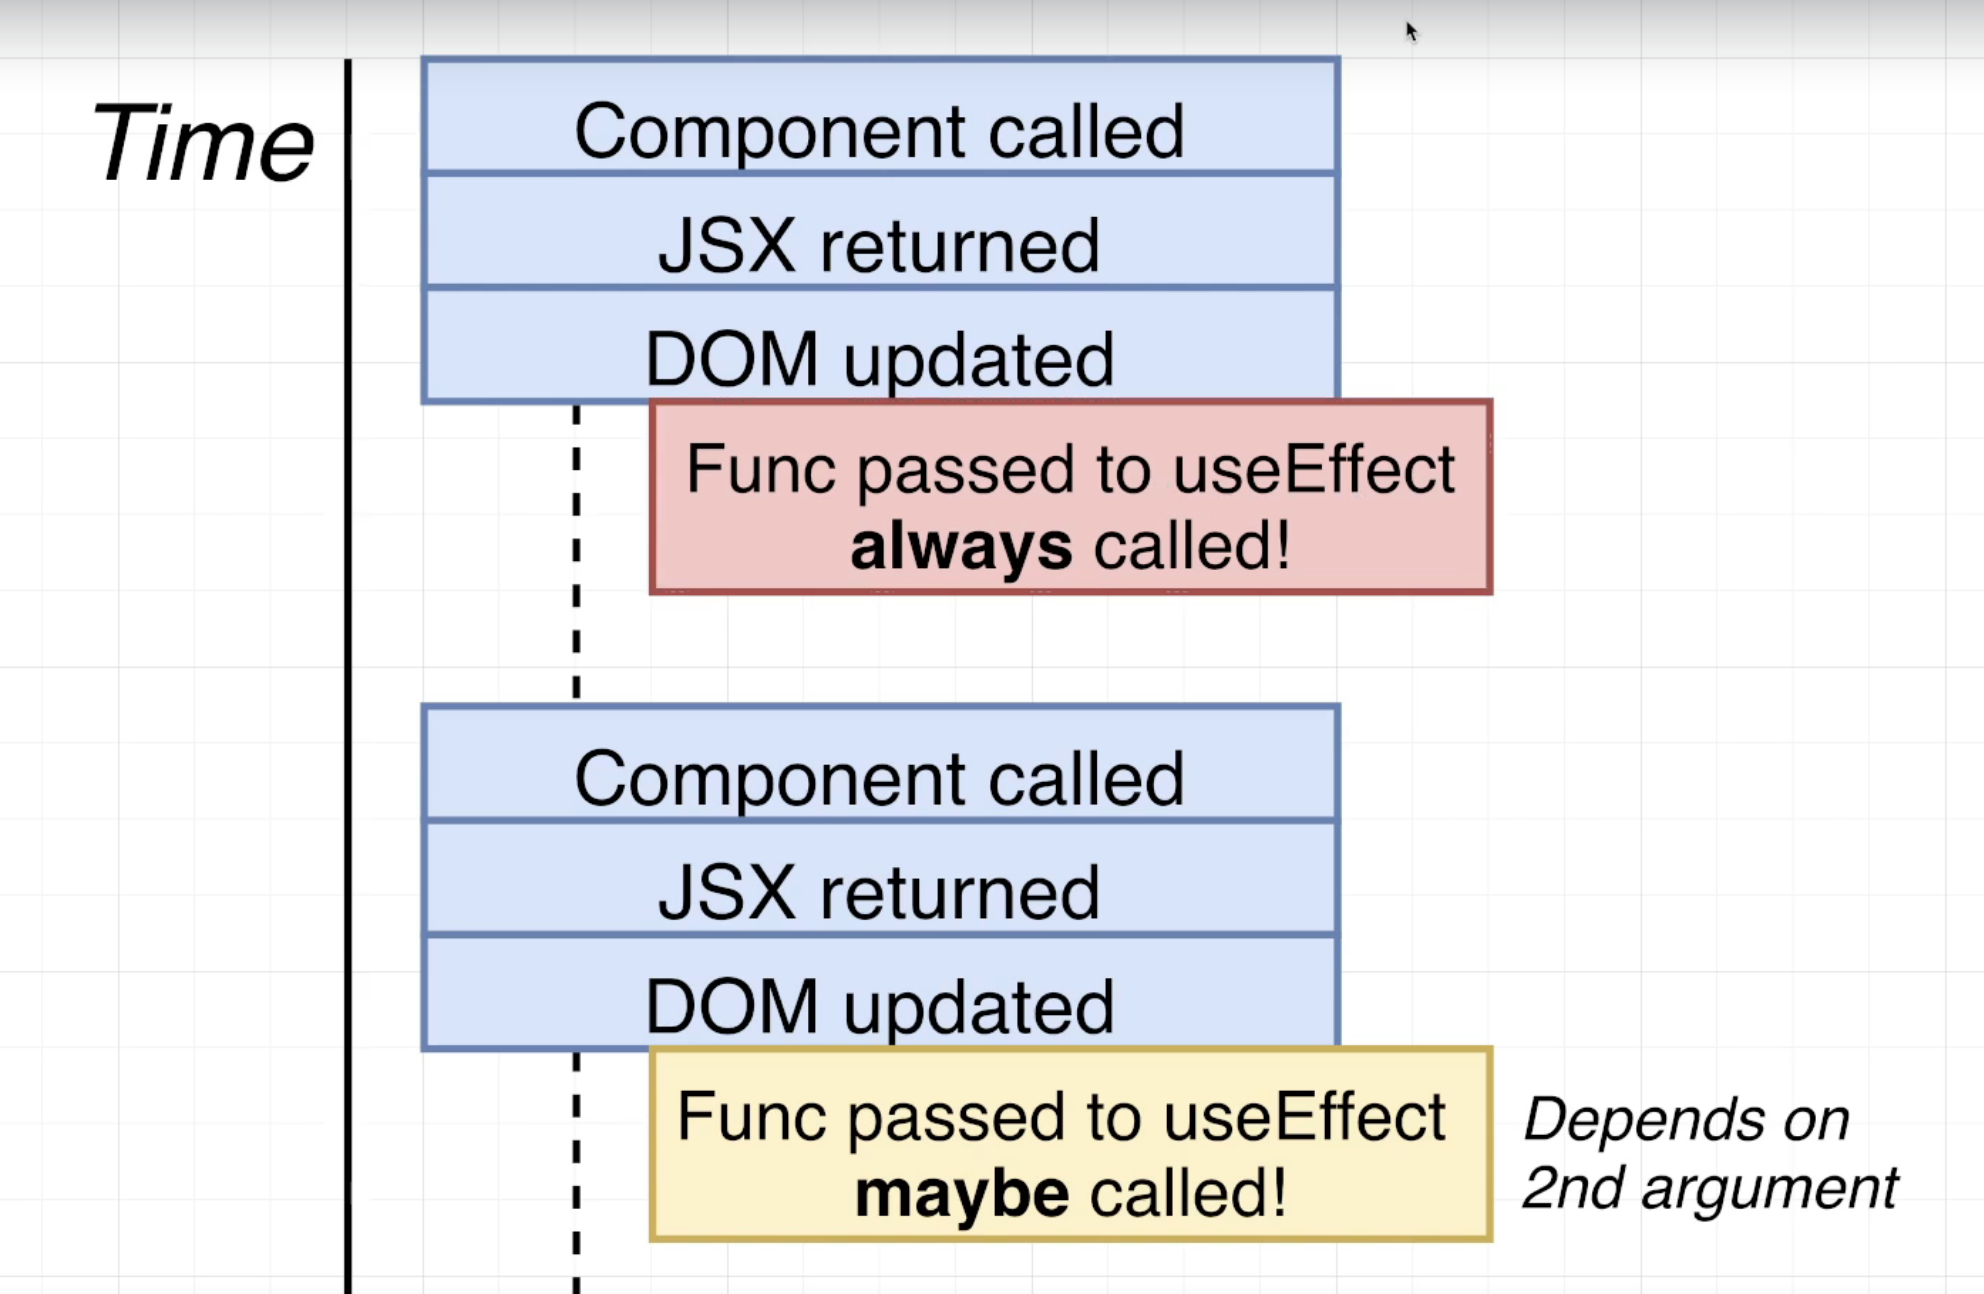 Time
Component called
JSX returned
DOM updated
Func passed to useEffect
always called!
Component called
JSX returned
DOM updated
Func passed to useEffect
maybe called!
Depends on
2nd argument